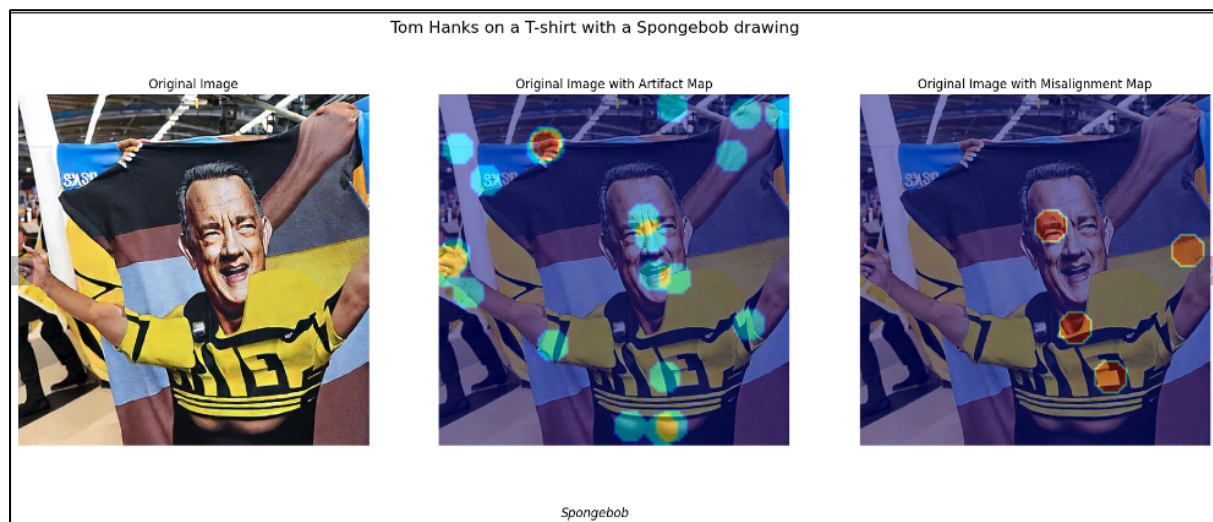 Tom Hanks on a T-shirt with a Spongebob drawing
Original Image
Original Image with Artifact Map
Original Image with Misalignment Map
Spongebob